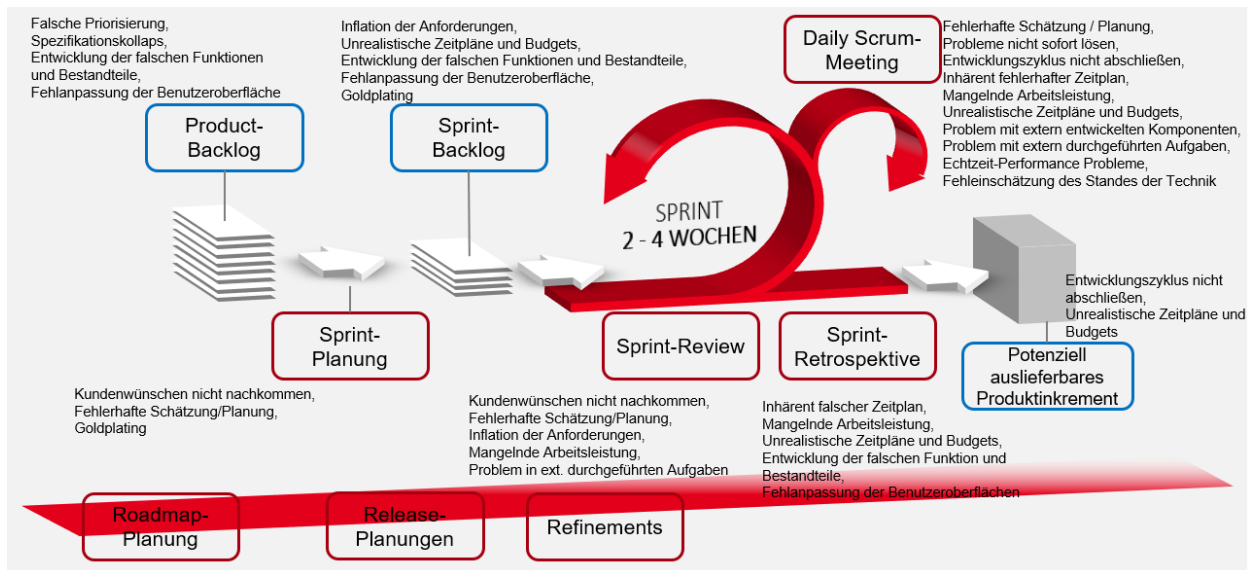 Falsche Priorisierung,
Spezifikationskollaps,
Entwicklung der falschen Funktionen
und Bestandteile,
Fehlanpassung der Benutzeroberfläche
Product-
Backlog
Inflation der Anforderungen,
Unrealistische Zeitpläne und Budgets,
Entwicklung der falschen Funktionen und Bestandteile,
Fehlanpassung der Benutzeroberfläche,
Goldplating
Sprint-
Backlog
Daily Scrum-
Meeting
Fehlerhafte Schätzung / Planung,
Probleme nicht sofort lösen,
Entwicklungszyklus nicht abschließen,
Inhärent fehlerhafter Zeitplan,
Mangelnde Arbeitsleistung,
Unrealistische Zeitpläne und Budgets,
Problem mit extern entwickelten Komponenten,
Problem mit extern durchgeführten Aufgaben,
Echtzeit-Performance Probleme,
Fehleinschätzung des Standes der Technik
SPRINT
2 - 4 WOCHEN
Entwicklungszyklus nicht
abschließen,
Unrealistische Zeitpläne und
Budgets
Sprint-
Planung
Sprint-Review
Sprint-
Retrospektive
Potenziell
auslieferbares
Produktinkrement
Kundenwünschen nicht nachkommen,
Fehlerhafte Schätzung/Planung,
Goldplating
Kundenwünschen nicht nachkommen,
Fehlerhafte Schätzung/Planung,
Inflation der Anforderungen,
Mangelnde Arbeitsleistung,
Problem in ext. durchgeführten Aufgaben
Inhärent falscher Zeitplan,
Mangelnde Arbeitsleistung,
Unrealistische Zeitpläne und Budgets,
Entwicklung der falschen Funktion und
Bestandteile,
Fehlanpassung der Benutzeroberflächen
Roadmap-
Planung
Release-
Planungen
Refinements